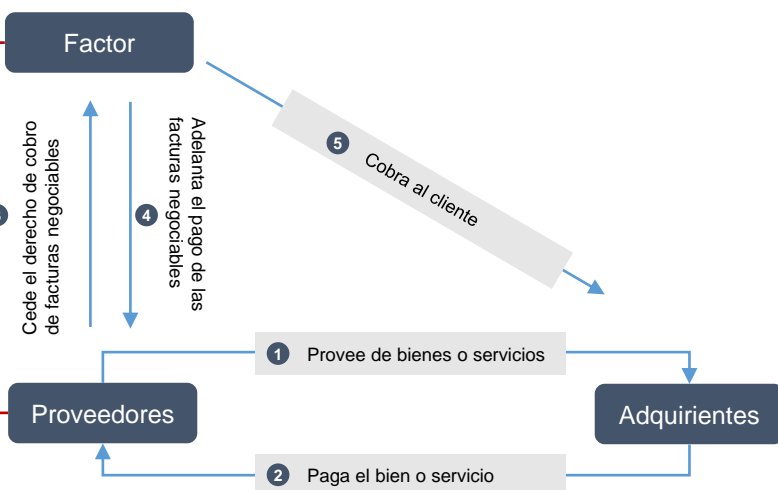 Factor
5 Cobra al cliente
Cede el derecho de cobro
de facturas negociables
4 Adelanta el pago de las
facturas negociables
1 Provee de bienes o servicios
Proveedores
Adquirientes
2 Paga el bien o servicio